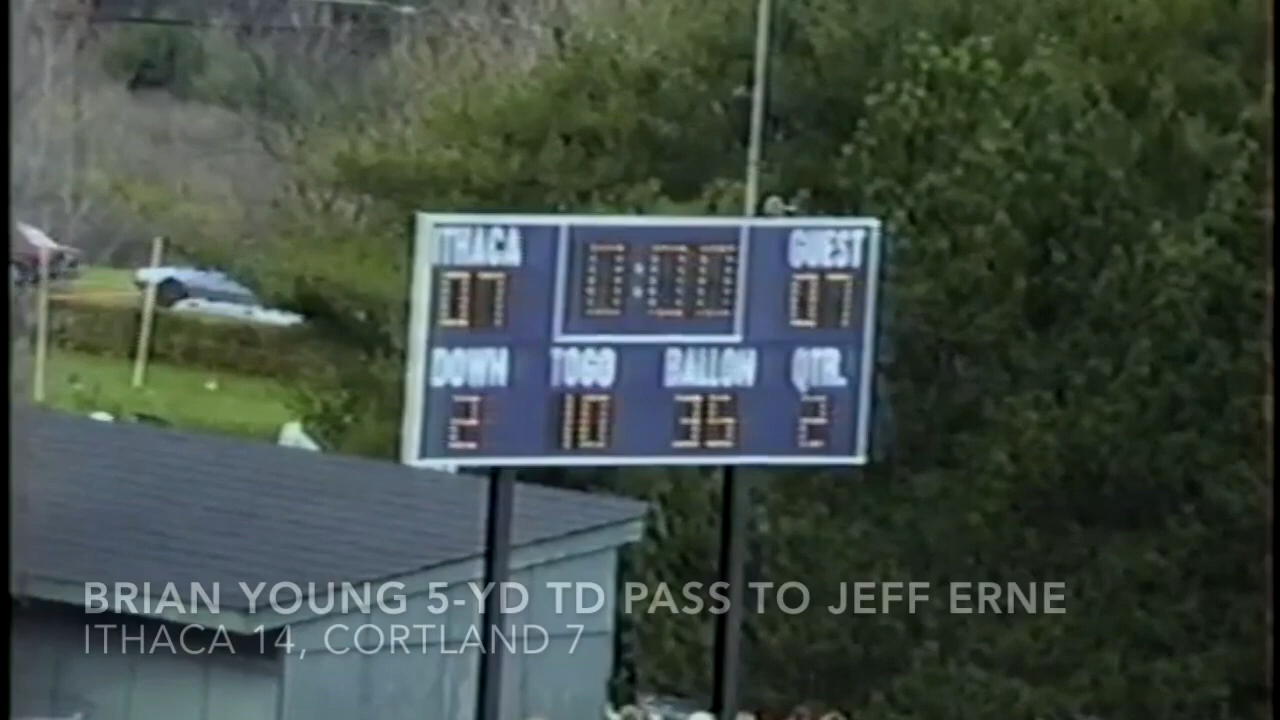 ITHACA 0:00 GUEST
07 07
DOWN TOGO BALLON QTR.
2 10 35 2
BRIAN YOUNG 5-YD TD PASS TO JEFF ERNE
ITHACA 14, CORTLAND 7